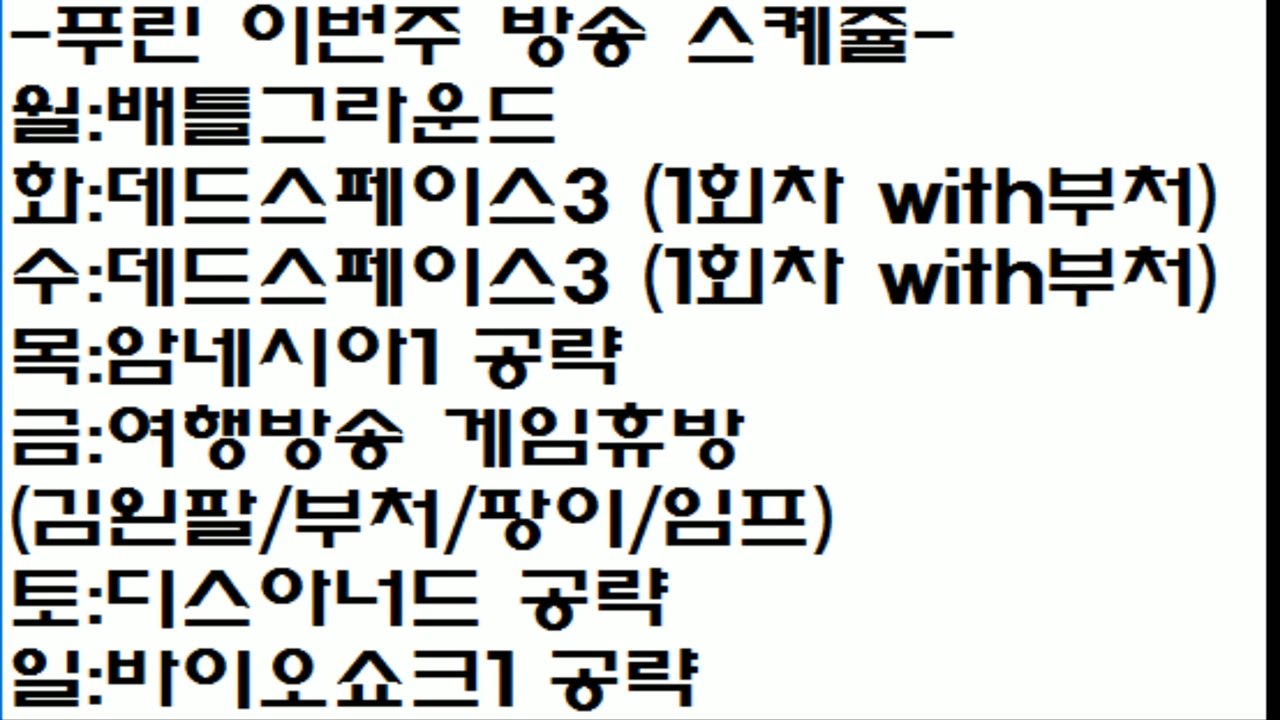 -푸린 이번주 방송 스케쥴-
월:배틀그라운드
화:데드스페이스3 (1회차 with부처)
수:데드스페이스3 (1회차 with부처)
목:암네시아1 공략
금:여행방송 게임휴방
(김왼팔/부처/팡이/임프)
토:디스아너드 공략
일:바이오쇼크1 공략